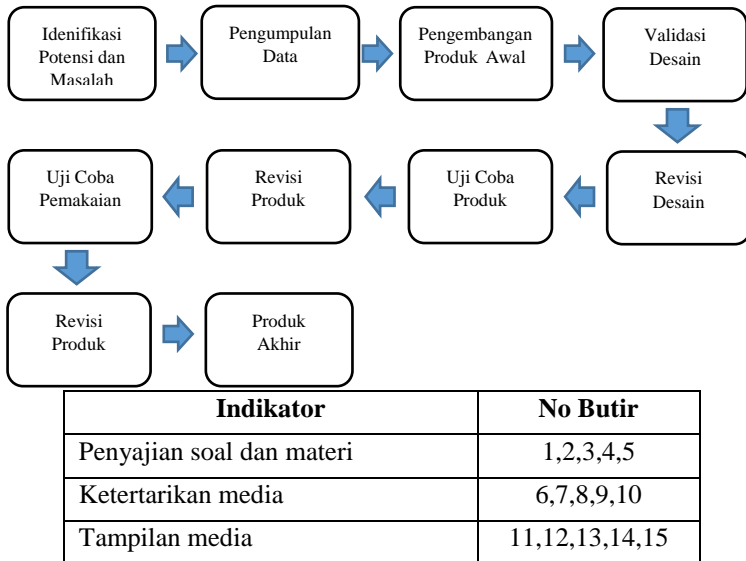 Idenifikasi
Potensi dan
Masalah
Pengumpulan
Data
Pengembangan
Produk Awal
Validasi
Desain
Revisi
Desain
Uji Coba
Produk
Revisi
Produk
Uji Coba
Pemakaian
Revisi
Produk
Produk
Akhir
Indikator No Butir
Penyajian soal dan materi 1,2,3,4,5
Ketertarikan media 6,7,8,9,10
Tampilan media 11,12,13,14,15